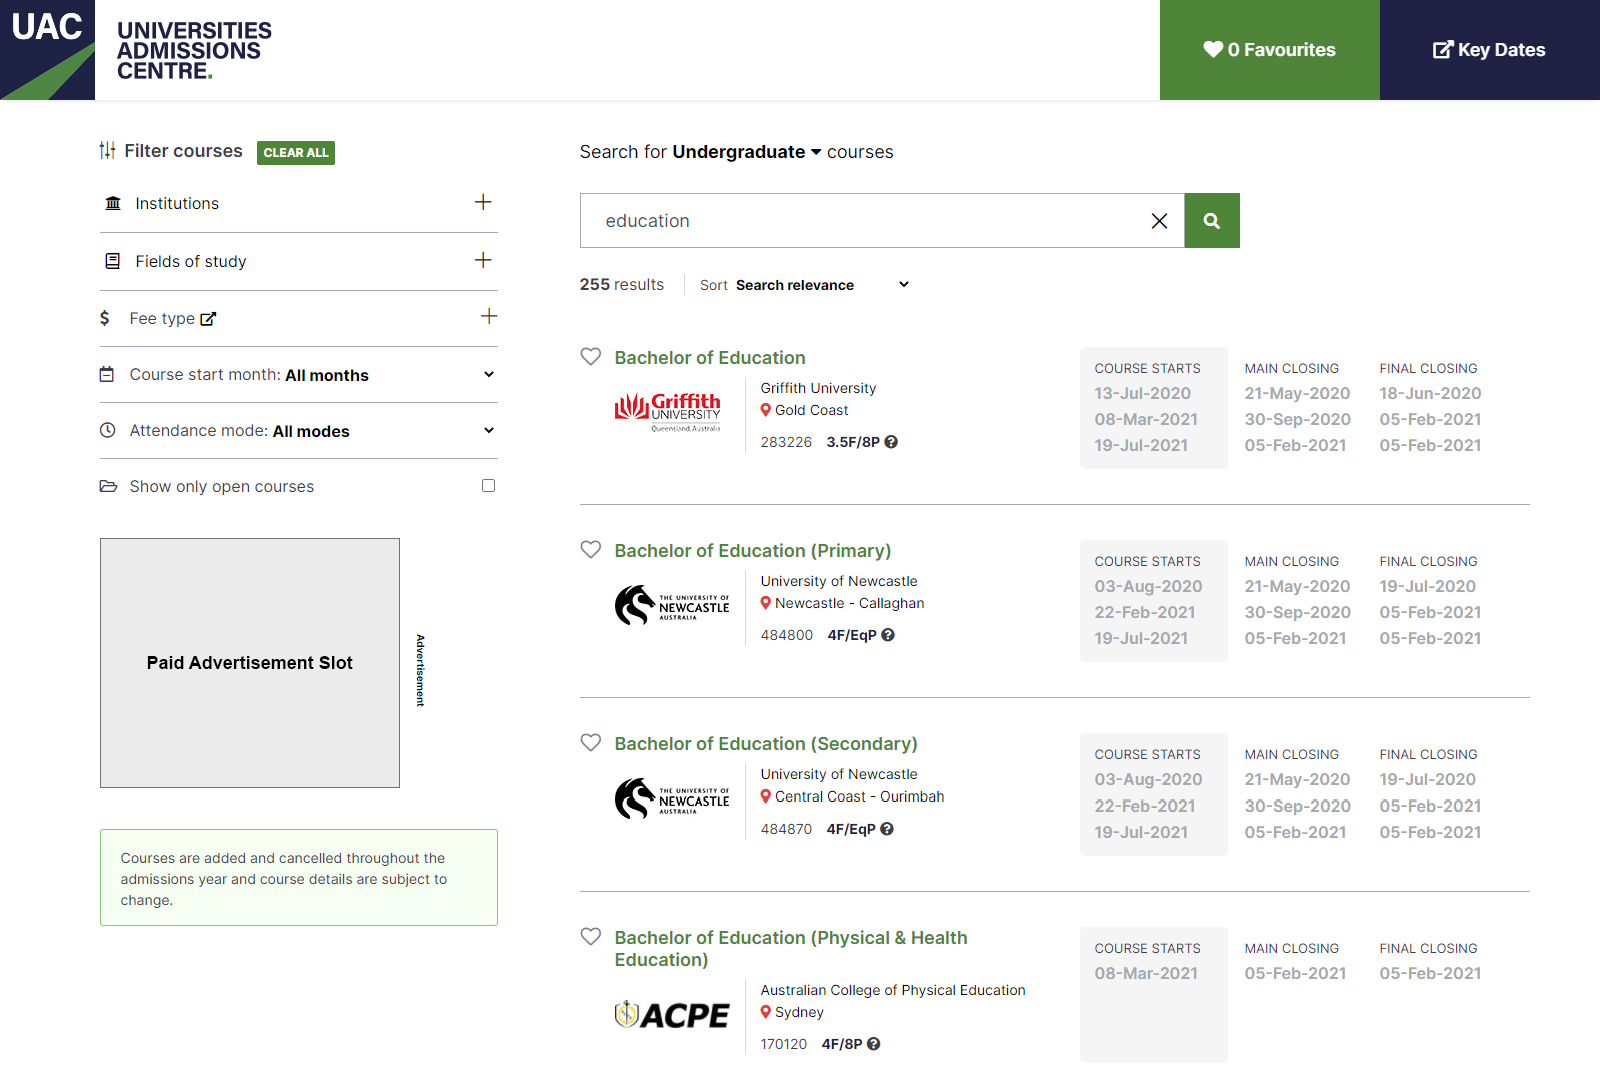 UAC
UNIVERSITIES
ADMISSIONS
CENTRE.
0 Favourites
Key Dates
Filter courses
CLEAR ALL
Institutions
Fields of study
Fee type
Course start month: All months
Attendance mode: All modes
Show only open courses
Paid Advertisement Slot
Advertisement
Courses are added and cancelled throughout the
admissions year and course details are subject to
change.
Search for Undergraduate courses
education
255 results
Sort Search relevance
Bachelor of Education
Griffith
UNIVERSITY
Queensland, Australia
Griffith University
Gold Coast
283226 3.5F/8P
COURSE STARTS MAIN CLOSING FINAL CLOSING
13-Jul-2020 21-May-2020 18-Jun-2020
08-Mar-2021 30-Sep-2020 05-Feb-2021
19-Jul-2021 05-Feb-2021 05-Feb-2021
Bachelor of Education (Primary)
THE UNIVERSITY OF
NEWCASTLE
AUSTRALIA
University of Newcastle
Newcastle - Callaghan
484800 4F/EqP
COURSE STARTS MAIN CLOSING FINAL CLOSING
03-Aug-2020 21-May-2020 19-Jul-2020
22-Feb-2021 30-Sep-2020 05-Feb-2021
19-Jul-2021 05-Feb-2021 05-Feb-2021
Bachelor of Education (Secondary)
THE UNIVERSITY OF
NEWCASTLE
AUSTRALIA
University of Newcastle
Central Coast - Ourimbah
484870 4F/EqP
COURSE STARTS MAIN CLOSING FINAL CLOSING
03-Aug-2020 21-May-2020 19-Jul-2020
22-Feb-2021 30-Sep-2020 05-Feb-2021
19-Jul-2021 05-Feb-2021 05-Feb-2021
Bachelor of Education (Physical & Health
Education)
ACPE
Australian College of Physical Education
Sydney
170120 4F/8P
COURSE STARTS MAIN CLOSING FINAL CLOSING
08-Mar-2021 05-Feb-2021 05-Feb-2021